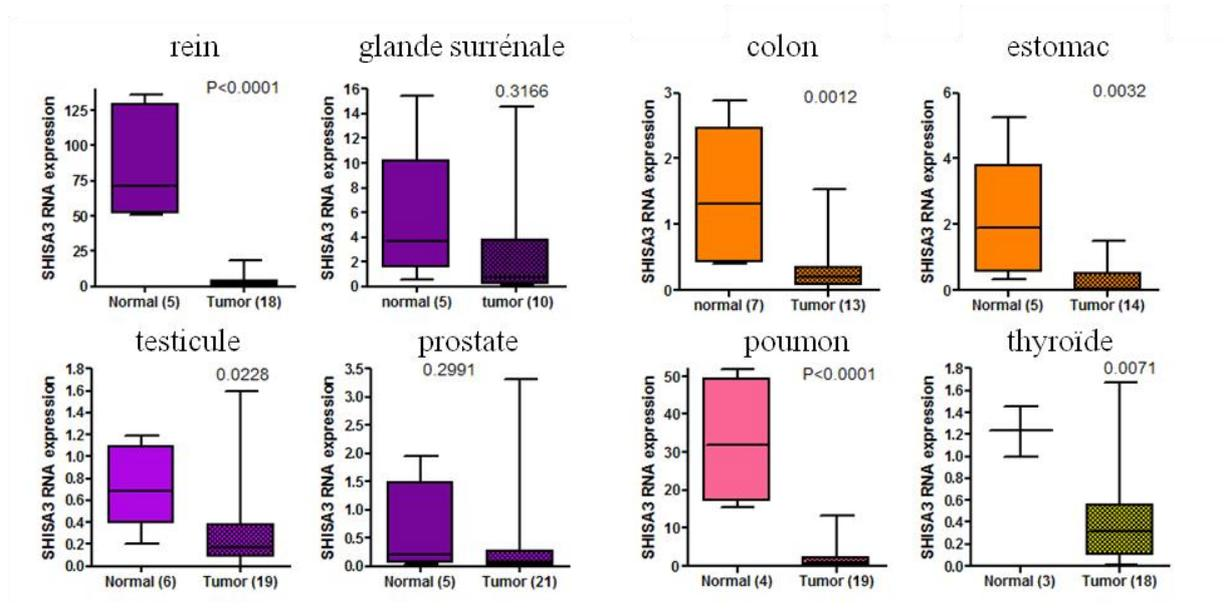 rein
P<0.0001
SHISA3 RNA expression
125
100
75
50
25
0
Normal (5) Tumor (18)
glande surrénale
0.3166
SHISA3 RNA expression
16
14
12
10
8
6
4
2
0
normal (5) tumor (10)
colon
0.0012
SHISA3 RNA expression
3
2
1
0
normal (7) Tumor (13)
estomac
0.0032
SHISA3 RNA expression
6
4
2
0
Normal (5) Tumor (14)
testicule
0.0228
SHISA3 RNA expression
1.8
1.6
1.4
1.2
1.0
0.8
0.6
0.4
0.2
0.0
Normal (6) Tumor (19)
prostate
0.2991
SHISA3 RNA expression
3.5
3.0
2.5
2.0
1.5
1.0
0.5
0.0
Normal (5) Tumor (21)
poumon
P<0.0001
SHISA3 RNA expression
50
40
30
20
10
0
Normal (4) Tumor (19)
thyroïde
0.0071
SHISA3 RNA expression
1.8
1.6
1.4
1.2
1.0
0.8
0.6
0.4
0.2
0.0
Normal (3) Tumor (18)